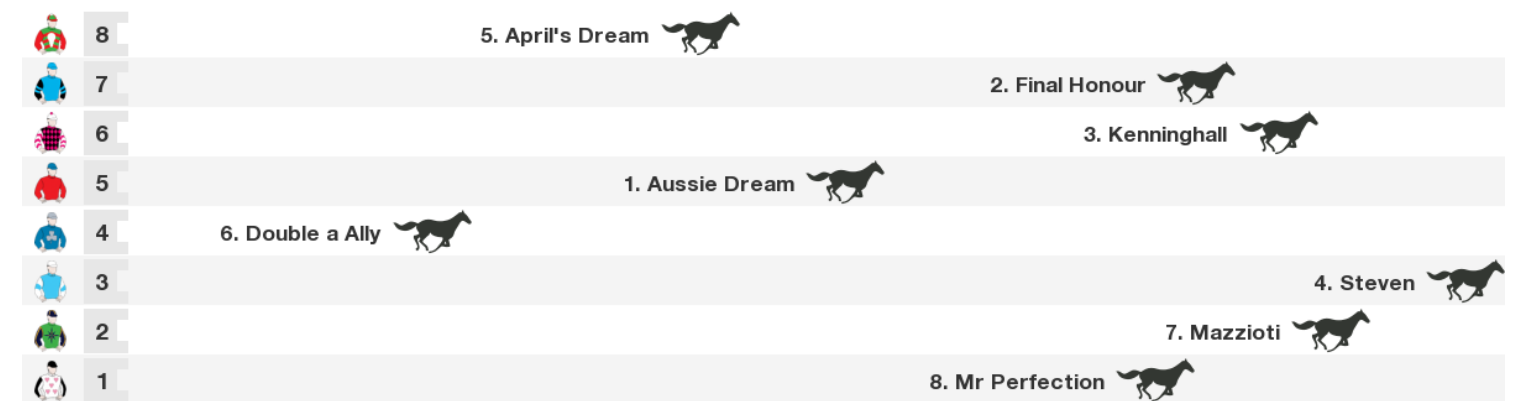 8 5. April's Dream
7 2. Final Honour
6 3. Kenninghall
5 1. Aussie Dream
4 6. Double a Ally
3 4. Steven
2 7. Mazzioti
1 8. Mr Perfection